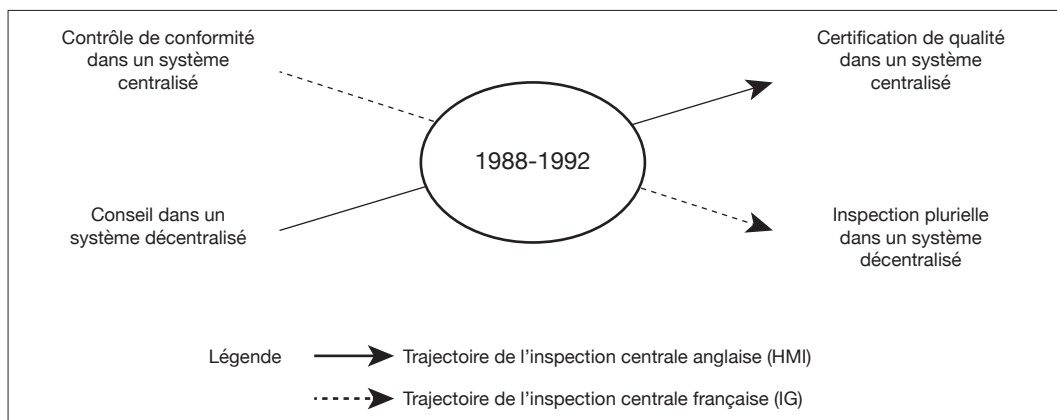 Contrôle de conformité
dans un système
centralisé
Certification de qualité
dans un système
centralisé
1988-1992
Conseil dans un
système décentralisé
Inspection plurielle
dans un système
décentralisé
Légende
Trajectoire de l’inspection centrale anglaise (HMI)
Trajectoire de l’inspection centrale française (IG)